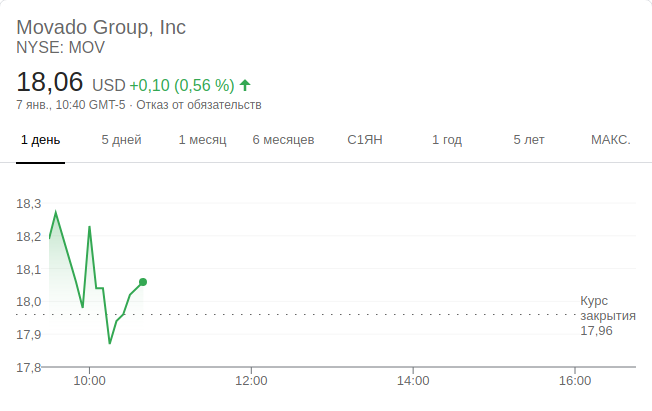 Movado Group, Inc
NYSE: MOV
18,06 USD +0,10 (0,56 %)
7 янв., 10:40 GMT-5 · Отказ от обязательств
1 день 5 дней 1 месяц 6 месяцев С1ЯН 1 год 5 лет МАКС.
18,3
18,2
18,1
18,0
17,9
17,8
Курс
закрытия
17,96
10:00 12:00 14:00 16:00